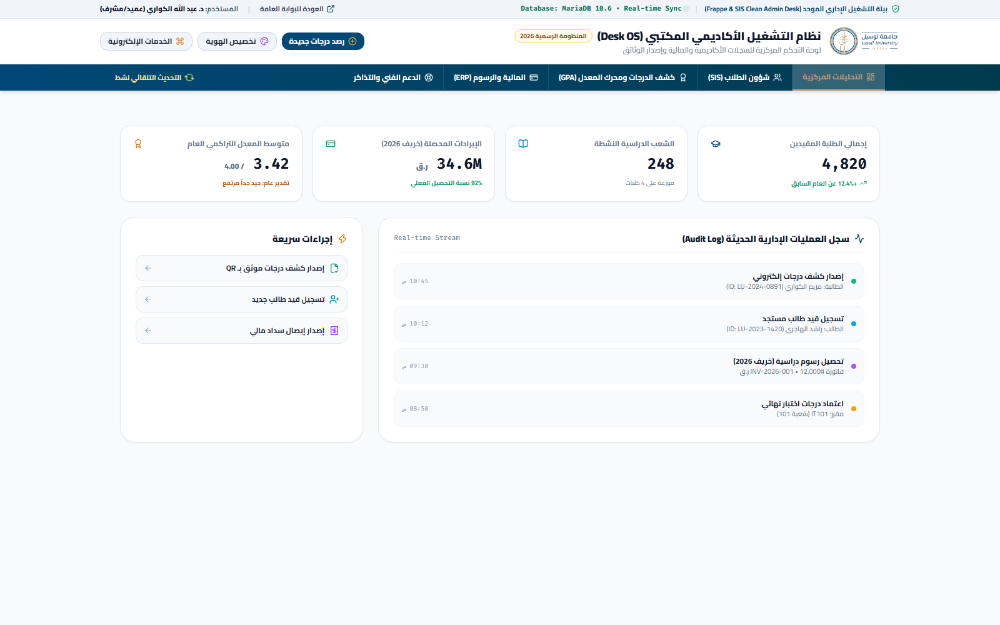 بيئة التشغيل الإداري الموحد (Frappe & SIS Clean Admin Desk) | Database: MariaDB 10.6 • Real-time Sync
العودة للبوابة العامة | المستخدم: د. عبد الله الكواري (عميد/مشرف)
جامعة لوسيل
Lusail University
QATAR
نظام التشغيل الأكاديمي المكتبي (Desk OS) المنظومة الرسمية 2026
لوحة التحكم المركزية للسجلات الأكاديمية والمالية وإصدار الوثائق
رصد درجات جديدة
تخصيص الهوية
الخدمات الإلكترونية
التحليلات المركزية
شؤون الطلاب (SIS)
كشف الدرجات ومحرك المعدل (GPA)
المالية والرسوم (ERP)
الدعم الفني والتذاكر
التحديث التلقائي نشط
إجمالي الطلبة المقيدين
4,820
+12.4% عن العام السابق
الشعب الدراسية النشطة
248
موزعة على 4 كليات
الإيرادات المحصلة (خريف 2026)
34.6M ر.ق
92% نسبة التحصيل الفعلي
متوسط المعدل التراكمي العام
3.42 / 4.00
تقدير عام: جيد جداً مرتفع
سجل العمليات الإدارية الحديثة (Audit Log)
Real-time Stream
إصدار كشف درجات إلكتروني
الطالبة: مريم الكواري (ID: LU-2024-0891)
10:45 ص
تسجيل قيد طالب مستجد
الطالب: راشد الهاجري (ID: LU-2023-1420)
10:12 ص
تحصيل رسوم دراسية (خريف 2026)
فاتورة #INV-2026-001 • 12,000 ر.ق
09:30 ص
اعتماد درجات اختبار نهائي
مقرر: IT101 (شعبة 101)
08:50 ص
إجراءات سريعة
إصدار كشف درجات موثق بـ QR
تسجيل قيد طالب جديد
إصدار إيصال سداد مالي